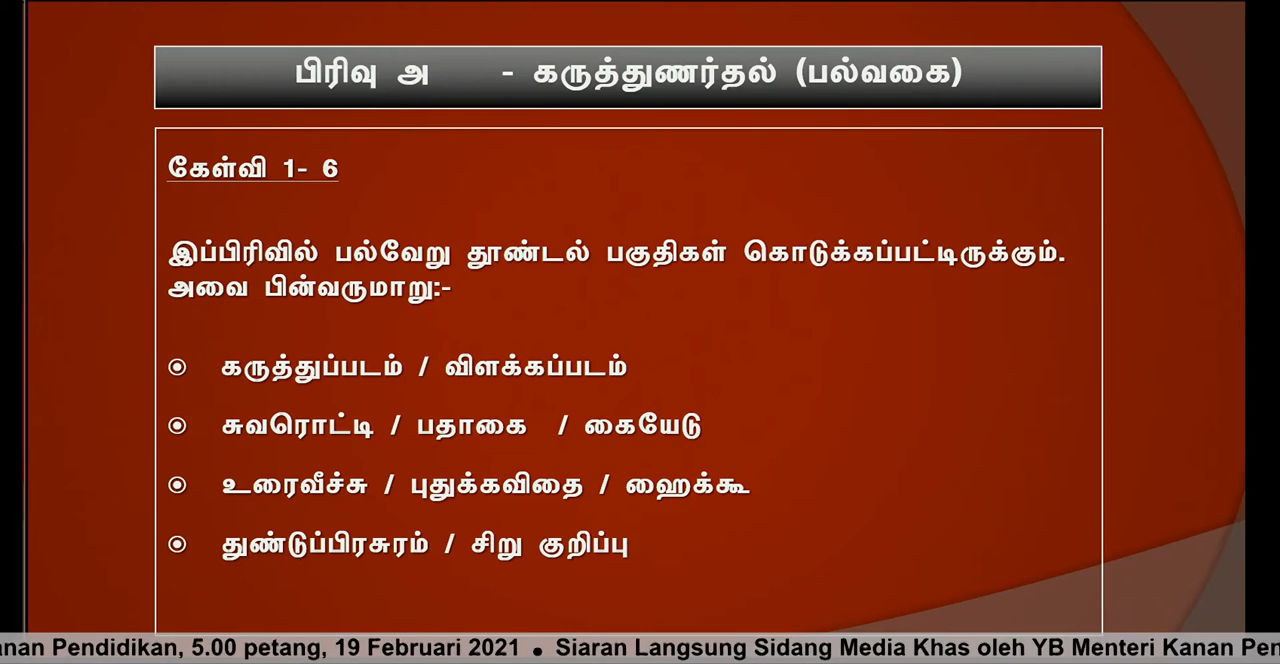 பிரிவு அ - கருத்துணர்தல் (பல்வகை)
கேள்வி 1- 6
இப்பிரிவில் பல்வேறு தூண்டல் பகுதிகள் கொடுக்கப்பட்டிருக்கும்.
அவை பின்வருமாறு:-
கருத்துப்படம் / விளக்கப்படம்
சுவரொட்டி / பதாகை / கையேடு
உரைவீச்சு / புதுக்கவிதை / ஹைக்கூ
துண்டுப்பிரசுரம் / சிறு குறிப்பு
Pendidikan, 5.00 petang, 19 Februari 2021 ● Siaran Langsung Sidang Media Khas oleh YB Menteri Kanan